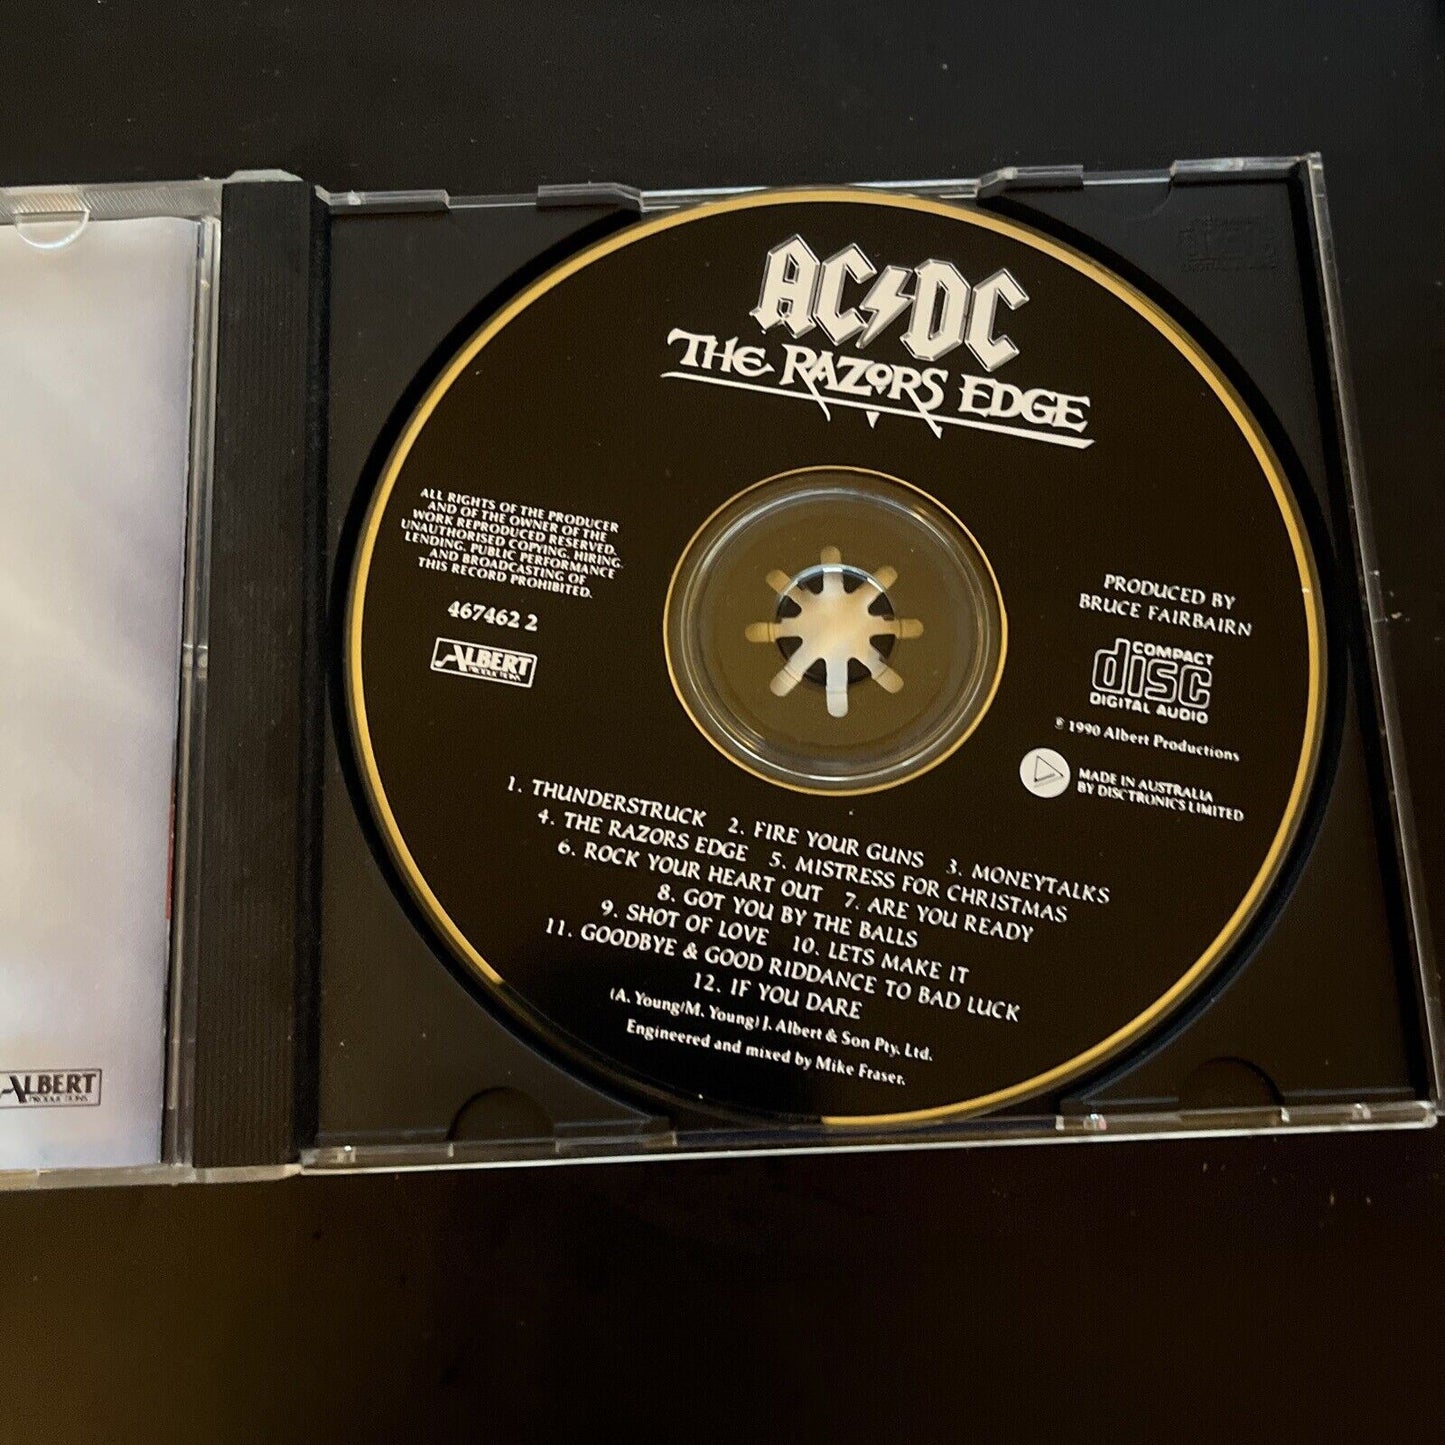 AC/DC
THE RAZORS EDGE
ALL RIGHTS OF THE PRODUCER
AND OF THE OWNER OF THE
WORK REPRODUCED RESERVED.
UNAUTHORISED COPYING, HIRING,
LENDING, PUBLIC PERFORMANCE
AND BROADCASTING OF
THIS RECORD PROHIBITED.
467462 2
ALBERT
PRODUCTIONS
PRODUCED BY
BRUCE FAIRBAIRN
COMPACT
disc
DIGITAL AUDIO
℗ 1990 Albert Productions
MADE IN AUSTRALIA
BY DISCTRONICS LIMITED
1. THUNDERSTRUCK 2. FIRE YOUR GUNS 3. MONEYTALKS
4. THE RAZORS EDGE 5. MISTRESS FOR CHRISTMAS
6. ROCK YOUR HEART OUT 7. ARE YOU READY
8. GOT YOU BY THE BALLS
9. SHOT OF LOVE 10. LETS MAKE IT
11. GOODBYE & GOOD RIDDANCE TO BAD LUCK
12. IF YOU DARE
(A. Young/M. Young) J. Albert & Son Pty. Ltd.
Engineered and mixed by Mike Fraser.
ALBERT
PRODUCTIONS